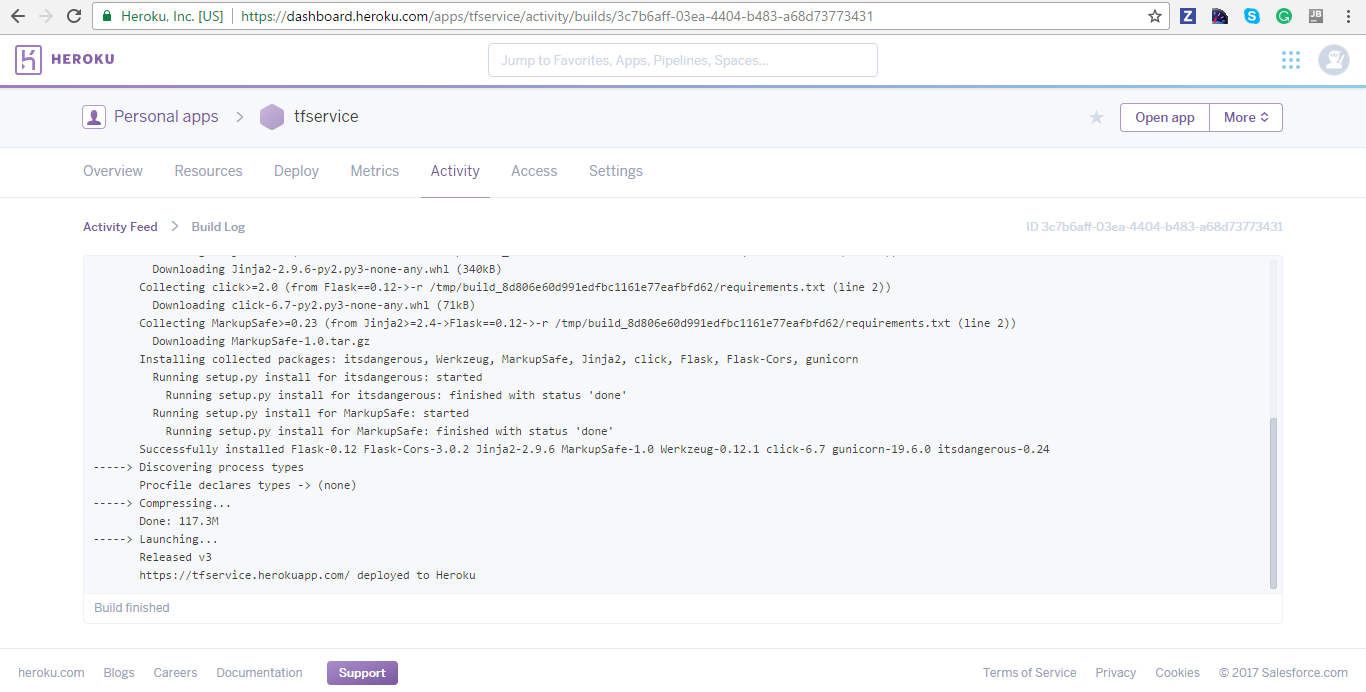 Heroku, Inc. [US] https://dashboard.heroku.com/apps/tfservice/activity/builds/3c7b6aff-03ea-4404-b483-a68d73773431
Z
JB
HEROKU
Jump to Favorites, Apps, Pipelines, Spaces...
Personal apps
tfservice
Open app
More
Overview
Resources
Deploy
Metrics
Activity
Access
Settings
Activity Feed
Build Log
ID 3c7b6aff-03ea-4404-b483-a68d73773431
Downloading Jinja2-2.9.6-py2.py3-none-any.whl (340kB)
Collecting click>=2.0 (from Flask==0.12->-r /tmp/build_8d806e60d991edfbc1161e77eafbfd62/requirements.txt (line 2))
Downloading click-6.7-py2.py3-none-any.whl (71kB)
Collecting MarkupSafe>=0.23 (from Jinja2>=2.4->Flask==0.12->-r /tmp/build_8d806e60d991edfbc1161e77eafbfd62/requirements.txt (line 2))
Downloading MarkupSafe-1.0.tar.gz
Installing collected packages: itsdangerous, Werkzeug, MarkupSafe, Jinja2, click, Flask, Flask-Cors, gunicorn
Running setup.py install for itsdangerous: started
Running setup.py install for itsdangerous: finished with status 'done'
Running setup.py install for MarkupSafe: started
Running setup.py install for MarkupSafe: finished with status 'done'
Successfully installed Flask-0.12 Flask-Cors-3.0.2 Jinja2-2.9.6 MarkupSafe-1.0 Werkzeug-0.12.1 click-6.7 gunicorn-19.6.0 itsdangerous-0.24
-----> Discovering process types
Procfile declares types -> (none)
-----> Compressing...
Done: 117.3M
-----> Launching...
Released v3
https://tfservice.herokuapp.com/ deployed to Heroku
Build finished
heroku.com
Blogs
Careers
Documentation
Support
Terms of Service
Privacy
Cookies
© 2017 Salesforce.com